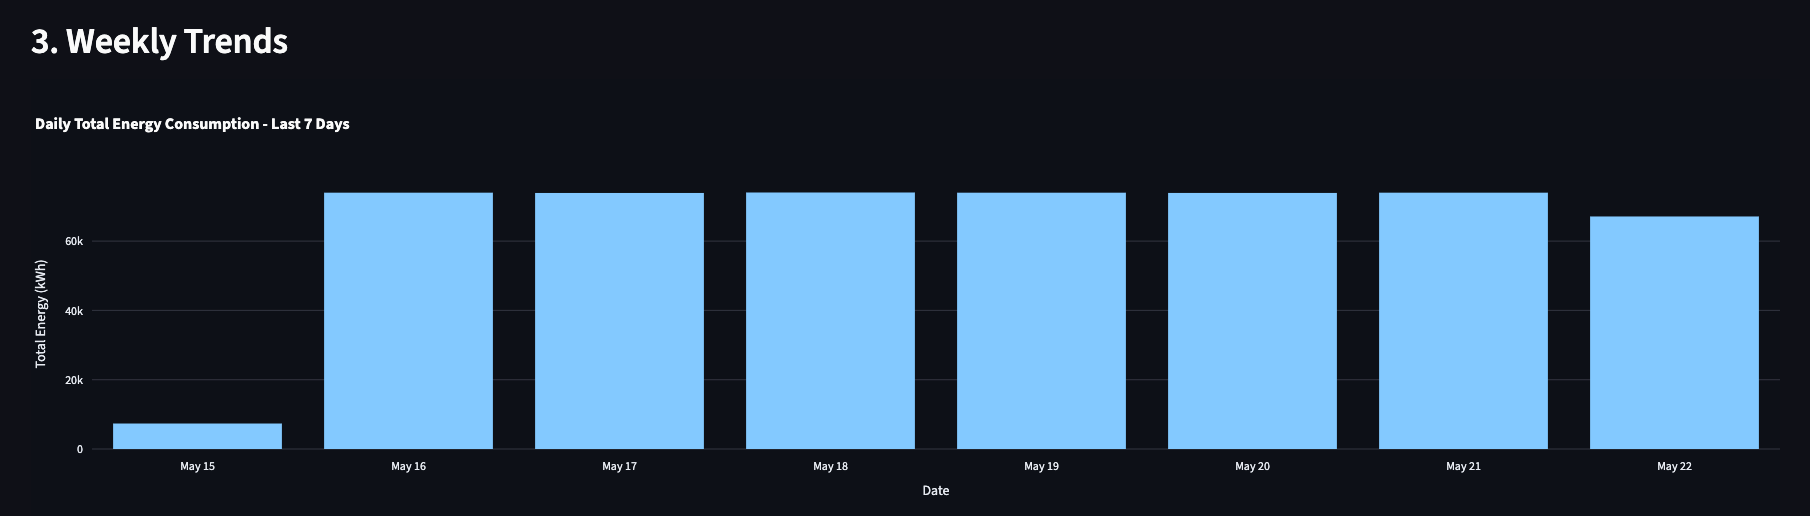 3. Weekly Trends
Daily Total Energy Consumption - Last 7 Days
Total Energy (kWh)
60k
40k
20k
0
May 15 May 16 May 17 May 18 May 19 May 20 May 21 May 22
Date